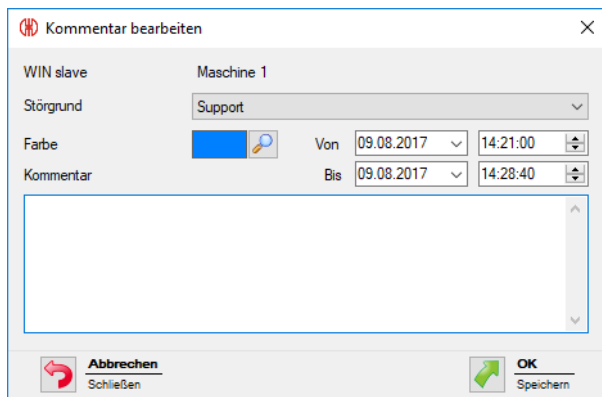 Kommentar bearbeiten
WIN slave Maschine 1
Störgrund Support
Farbe Von 09.08.2017 14:21:00
Kommentar Bis 09.08.2017 14:28:40
Abbrechen OK
Schließen Speichern